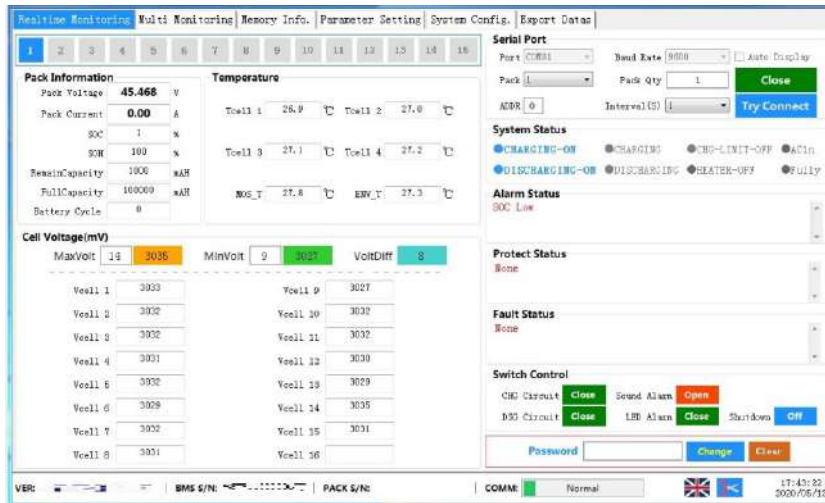 Realtime Monitoring Multi Monitoring Memory Info. Parameter Setting System Config. Export Datas
1 2 3 4 5 6 7 8 9 10 11 12 13 14 15
Serial Port
Port COM31 Baud Rate 9600 Auto Display
Pack 1 Pack Qty 1 Close
ADDR 0 Interval(S) 1 Try Connect
Pack Information
Pack Voltage 45.468 V
Pack Current 0.00 A
SOC 1 %
SOH 100 %
RemainCapacity 1000 mAH
FullCapacity 100000 mAH
Battery Cycle 0
Temperature
Tcell 1 26.9 ℃ Tcell 2 27.0 ℃
Tcell 3 27.1 ℃ Tcell 4 27.2 ℃
MOS_T 27.8 ℃ ENV_T 27.3 ℃
System Status
CHARGING-ON CHARGING CHG-LIMIT-OFF ACin
DISCHARGING-ON DISCHARGING HEATER-OFF Fully
Alarm Status
SOC Low
Protect Status
None
Fault Status
None
Cell Voltage(mV)
MaxVolt 14 3035 MinVolt 9 3027 VoltDiff 8
Vcell 1 3033 Vcell 9 3027
Vcell 2 3032 Vcell 10 3032
Vcell 3 3032 Vcell 11 3032
Vcell 4 3031 Vcell 12 3030
Vcell 5 3032 Vcell 13 3029
Vcell 6 3029 Vcell 14 3035
Vcell 7 3032 Vcell 15 3031
Vcell 8 3031 Vcell 16
Switch Control
CHG Circuit Close Sound Alarm Open
DSG Circuit Close LED Alarm Close Shutdown Off
Password Change Clear
VER: BMS S/N: PACK S/N: COMM: Normal 17:43:22
2020/05/12